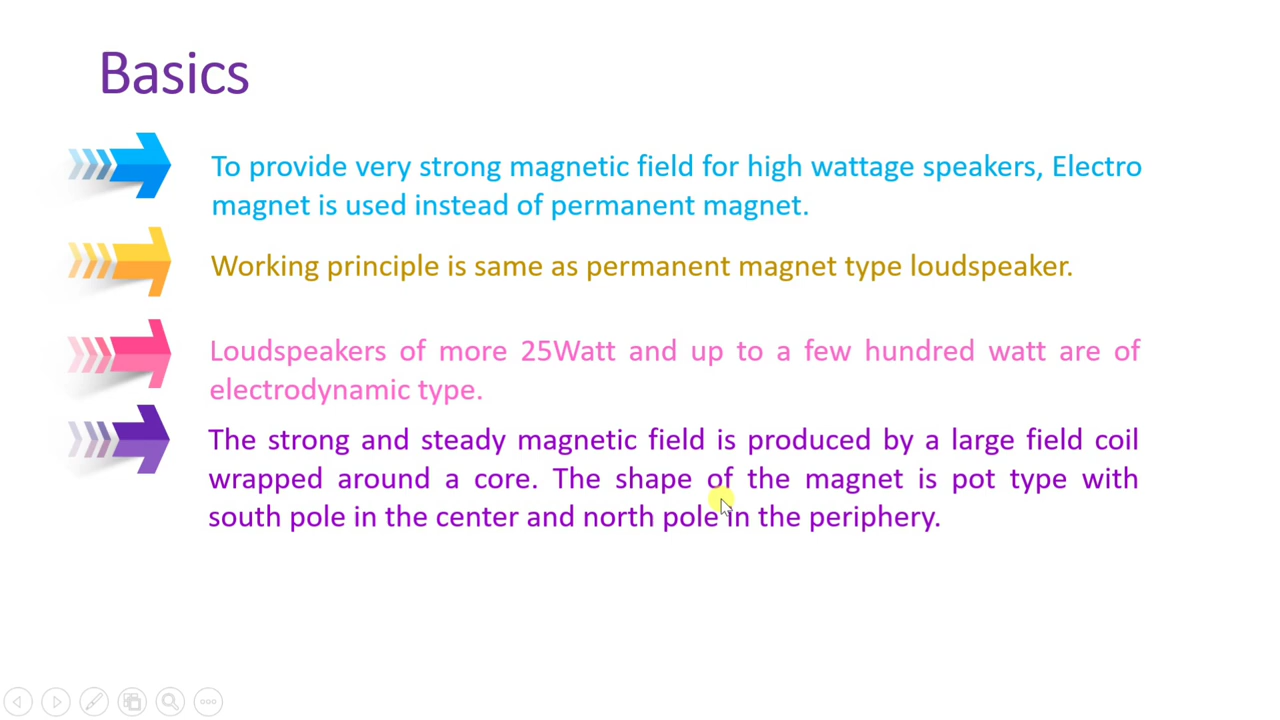 Basics
To provide very strong magnetic field for high wattage speakers, Electro
magnet is used instead of permanent magnet.
Working principle is same as permanent magnet type loudspeaker.
Loudspeakers of more 25Watt and up to a few hundred watt are of
electrodynamic type.
The strong and steady magnetic field is produced by a large field coil
wrapped around a core. The shape of the magnet is pot type with
south pole in the center and north pole in the periphery.